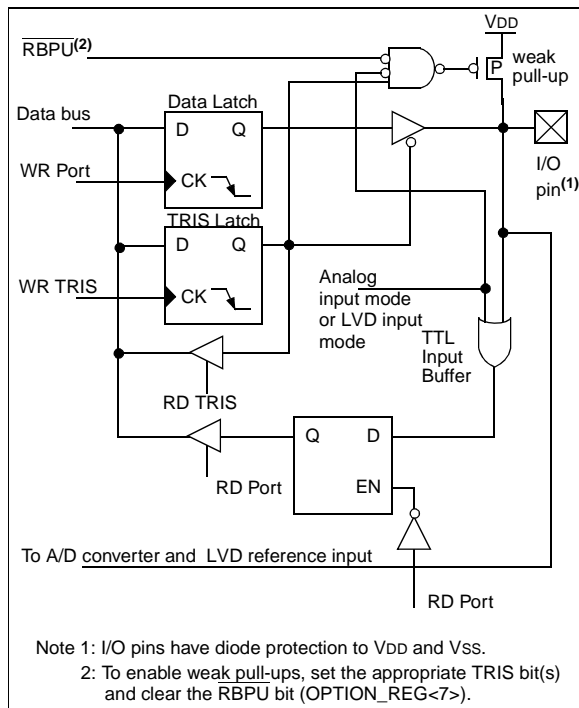 VDD
RBPU(2)
weak
pull-up
P
Data Latch
Data bus
D
Q
I/O
pin(1)
WR Port
CK
TRIS Latch
D
Q
WR TRIS
CK
Analog
input mode
or LVD input
mode
TTL
Input
Buffer
RD TRIS
Q
D
EN
RD Port
To A/D converter and LVD reference input
RD Port
Note 1: I/O pins have diode protection to VDD and VSS.
2: To enable weak pull-ups, set the appropriate TRIS bit(s)
and clear the RBPU bit (OPTION_REG<7>).